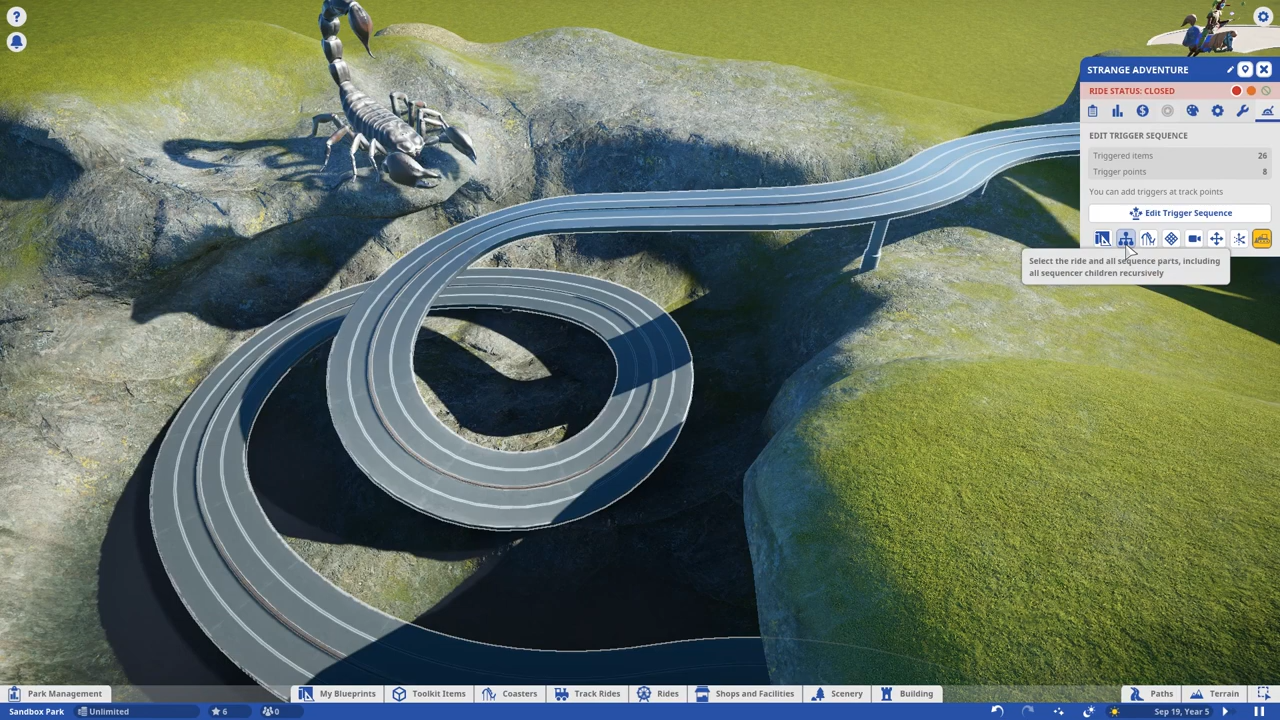 ?
STRANGE ADVENTURE
RIDE STATUS: CLOSED
EDIT TRIGGER SEQUENCE
Triggered items 26
Trigger points 8
You can add triggers at track points
Edit Trigger Sequence
Select the ride and all sequence parts, including
all sequencer children recursively
Park Management
My Blueprints
Toolkit Items
Coasters
Track Rides
Rides
Shops and Facilities
Scenery
Building
Paths
Terrain
Sandbox Park
Unlimited
6
0
Sep 19, Year 5